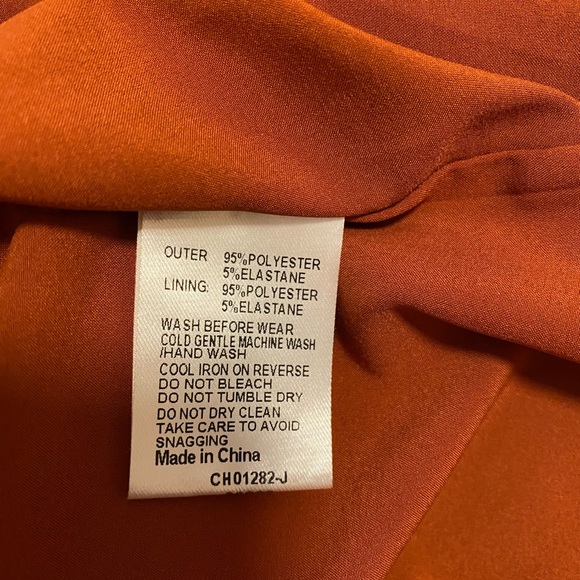 OUTER 95%POLYESTER
5%ELASTANE
LINING: 95%POLYESTER
5%ELASTANE
WASH BEFORE WEAR
COLD GENTLE MACHINE WASH
/HAND WASH
COOL IRON ON REVERSE
DO NOT BLEACH
DO NOT TUMBLE DRY
DO NOT DRY CLEAN
TAKE CARE TO AVOID
SNAGGING
Made in China
CH01282-J